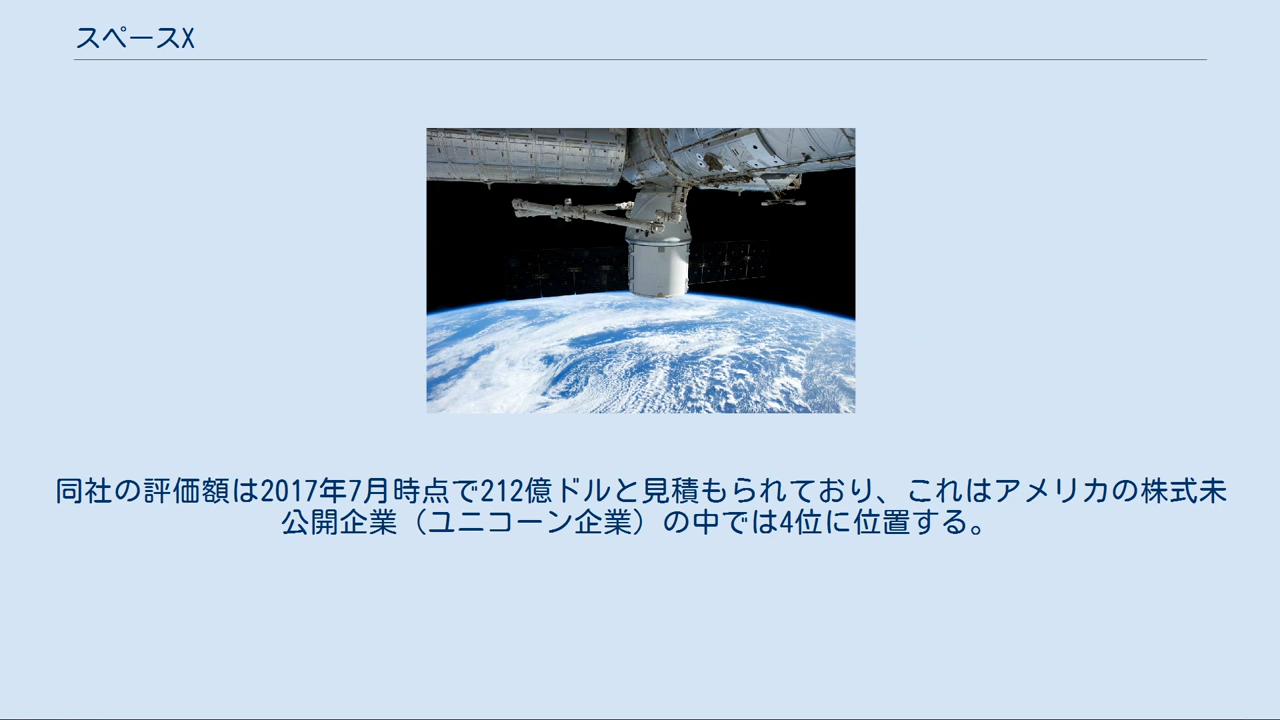 スペースX
同社の評価額は2017年7月時点で212億ドルと見積もられており、これはアメリカの株式未
公開企業（ユニコーン企業）の中では4位に位置する。